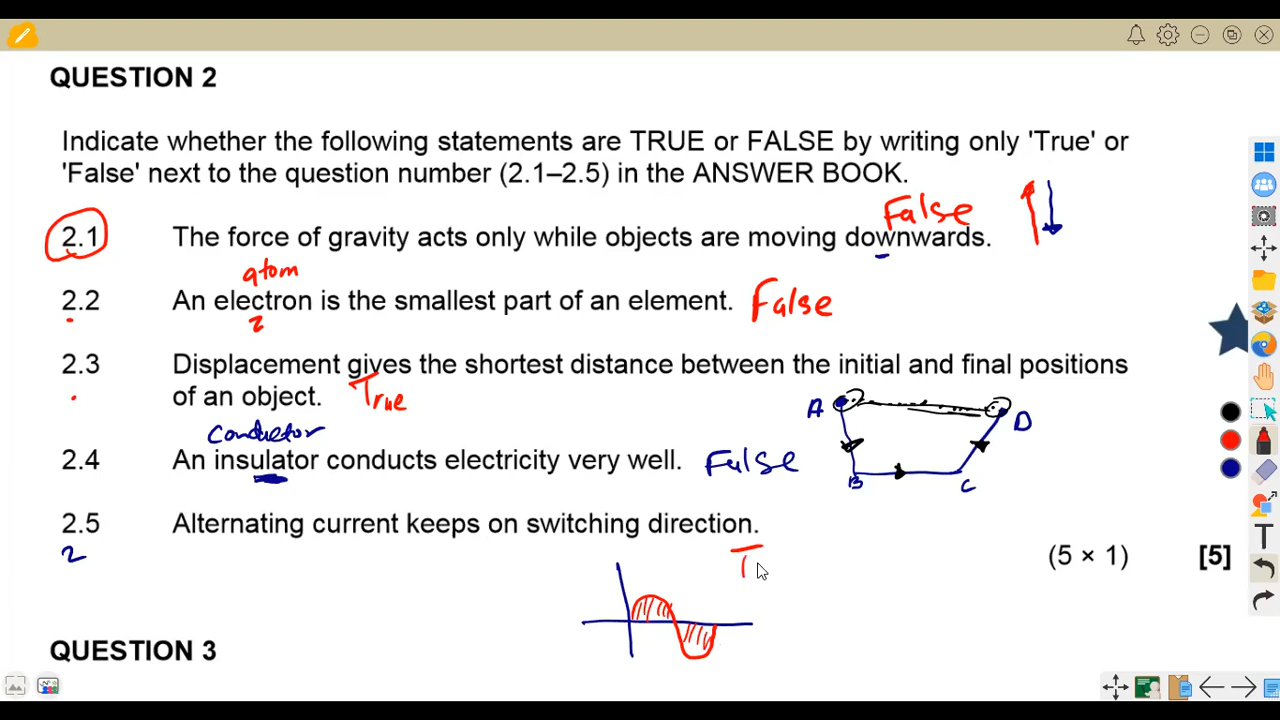 QUESTION 2
Indicate whether the following statements are TRUE or FALSE by writing only 'True' or
'False' next to the question number (2.1–2.5) in the ANSWER BOOK.
False
2.1 The force of gravity acts only while objects are moving downwards.
atom
2.2 An electron is the smallest part of an element. False
2.3 Displacement gives the shortest distance between the initial and final positions
of an object. True
A D
conductor
2.4 An insulator conducts electricity very well. False
B C
2.5 Alternating current keeps on switching direction.
T
(5 × 1) [5]
QUESTION 3
T